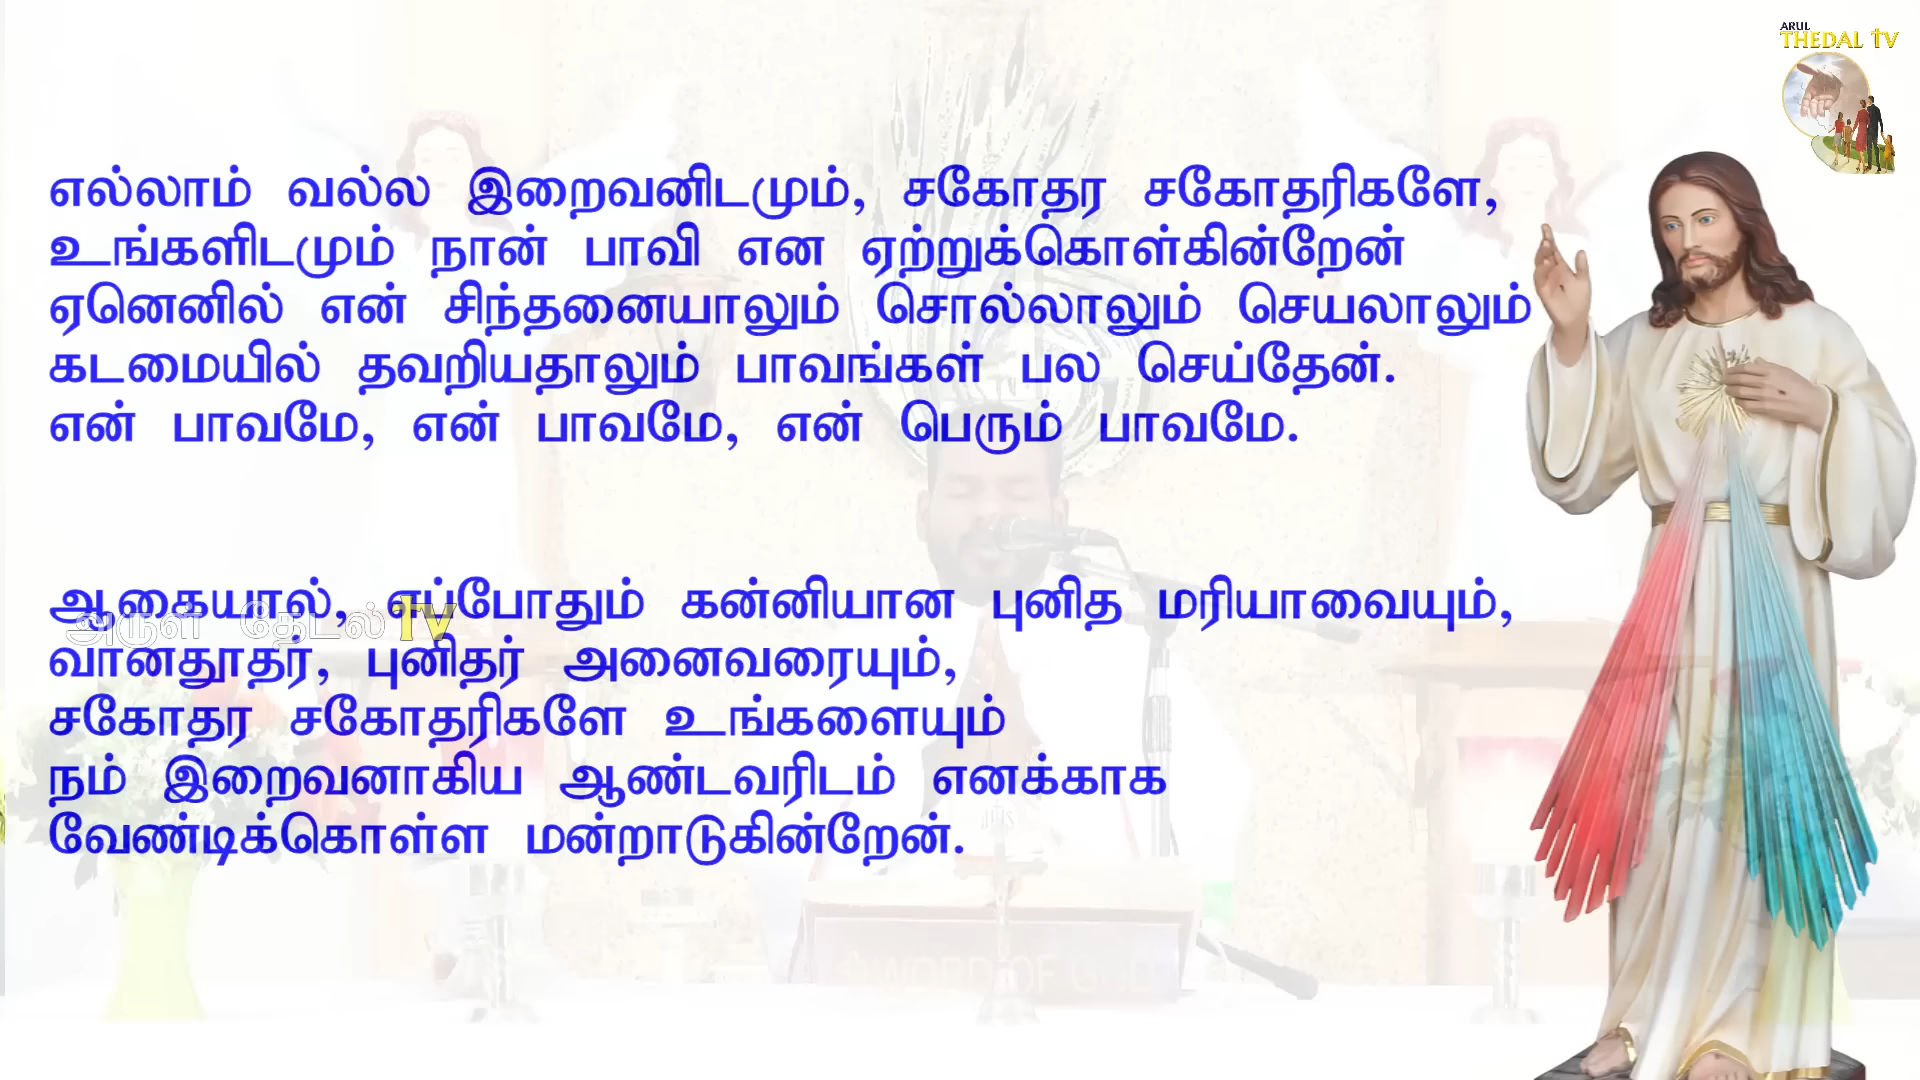 ARUL
THEDAL TV
எல்லாம் வல்ல இறைவனிடமும், சகோதர சகோதரிகளே,
உங்களிடமும் நான் பாவி என ஏற்றுக்கொள்கின்றேன்
ஏனெனில் என் சிந்தனையாலும் சொல்லாலும் செயலாலும்
கடமையில் தவறியதாலும் பாவங்கள் பல செய்தேன்.
என் பாவமே, என் பாவமே, என் பெரும் பாவமே.
ஆகையால், எப்போதும் கன்னியான புனித மரியாவையும்,
அருள் தேடல் TV
வானதூதர், புனிதர் அனைவரையும்,
சகோதர சகோதரிகளே உங்களையும்
நம் இறைவனாகிய ஆண்டவரிடம் எனக்காக
வேண்டிக்கொள்ள மன்றாடுகின்றேன்.
WORD OF GOD